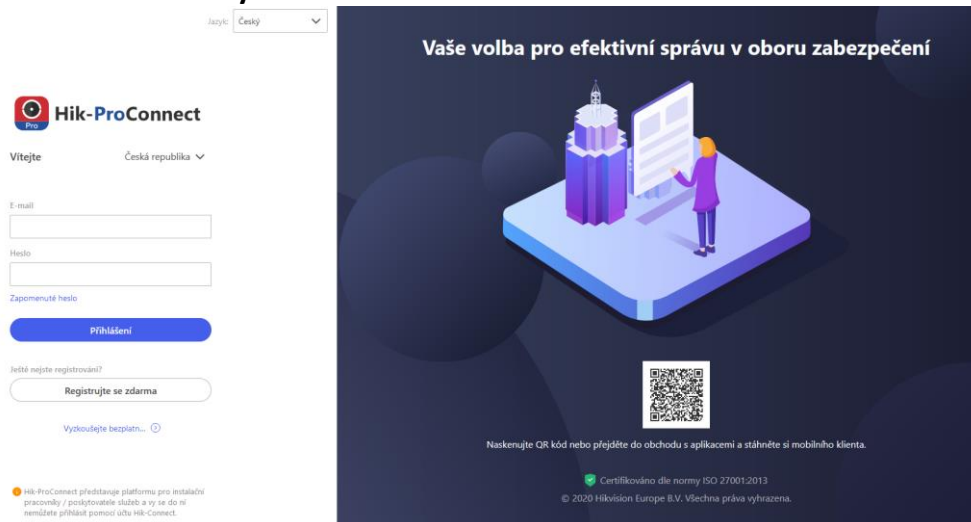 Jazyk: Český
Vaše volba pro efektivní správu v oboru zabezpečení
Pro
Hik-ProConnect
Vítejte
Česká republika
E-mail
Heslo
Zapomenuté heslo
Přihlášení
Ještě nejste registrováni?
Registrujte se zdarma
Vyzkoušejte bezplatn...
Hik-ProConnect představuje platformu pro instalační
pracovníky / poskytovatele služeb a vy se do ní
nemůžete přihlásit pomocí účtu Hik-Connect.
Naskenujte QR kód nebo přejděte do obchodu s aplikacemi a stáhněte si mobilního klienta.
Certifikováno dle normy ISO 27001:2013
© 2020 Hikvision Europe B.V. Všechna práva vyhrazena.